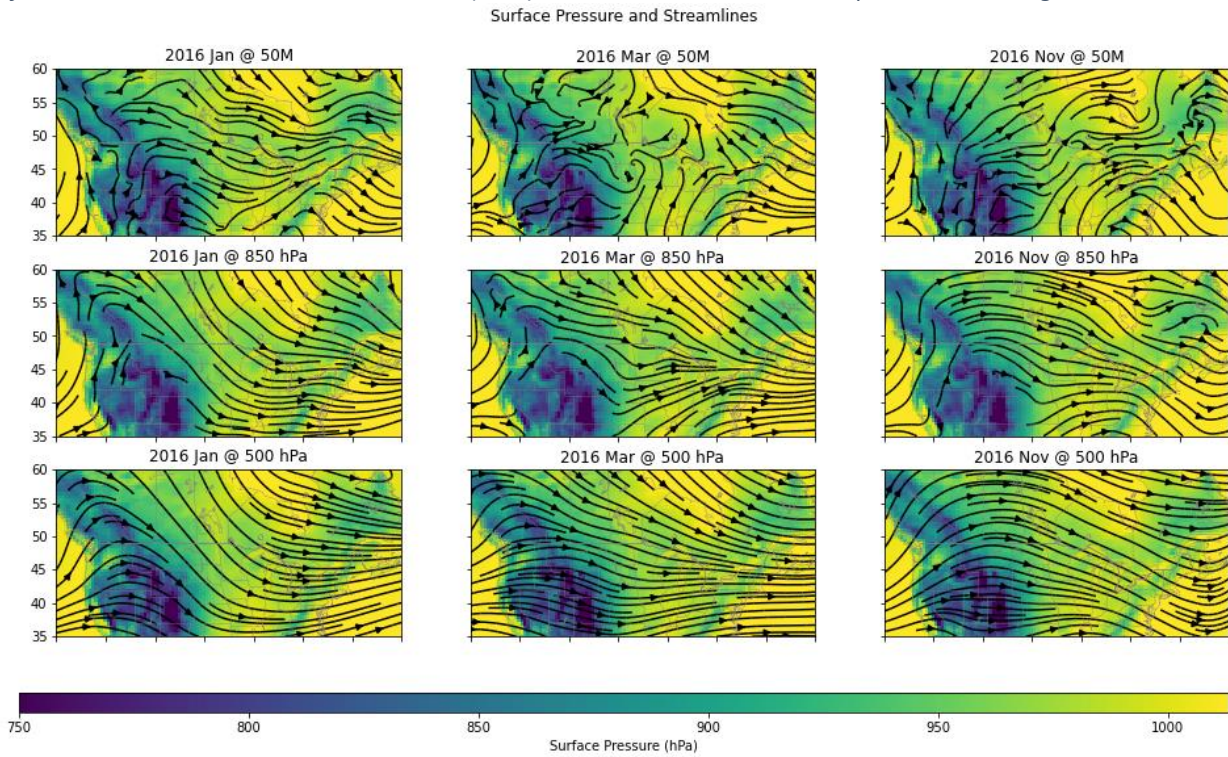 Surface Pressure and Streamlines
2016 Jan @ 50M
2016 Mar @ 50M
2016 Nov @ 50M
60
55
50
45
40
35
2016 Jan @ 850 hPa
2016 Mar @ 850 hPa
2016 Nov @ 850 hPa
60
55
50
45
40
35
2016 Jan @ 500 hPa
2016 Mar @ 500 hPa
2016 Nov @ 500 hPa
60
55
50
45
40
35
750
800
850
900
950
1000
Surface Pressure (hPa)